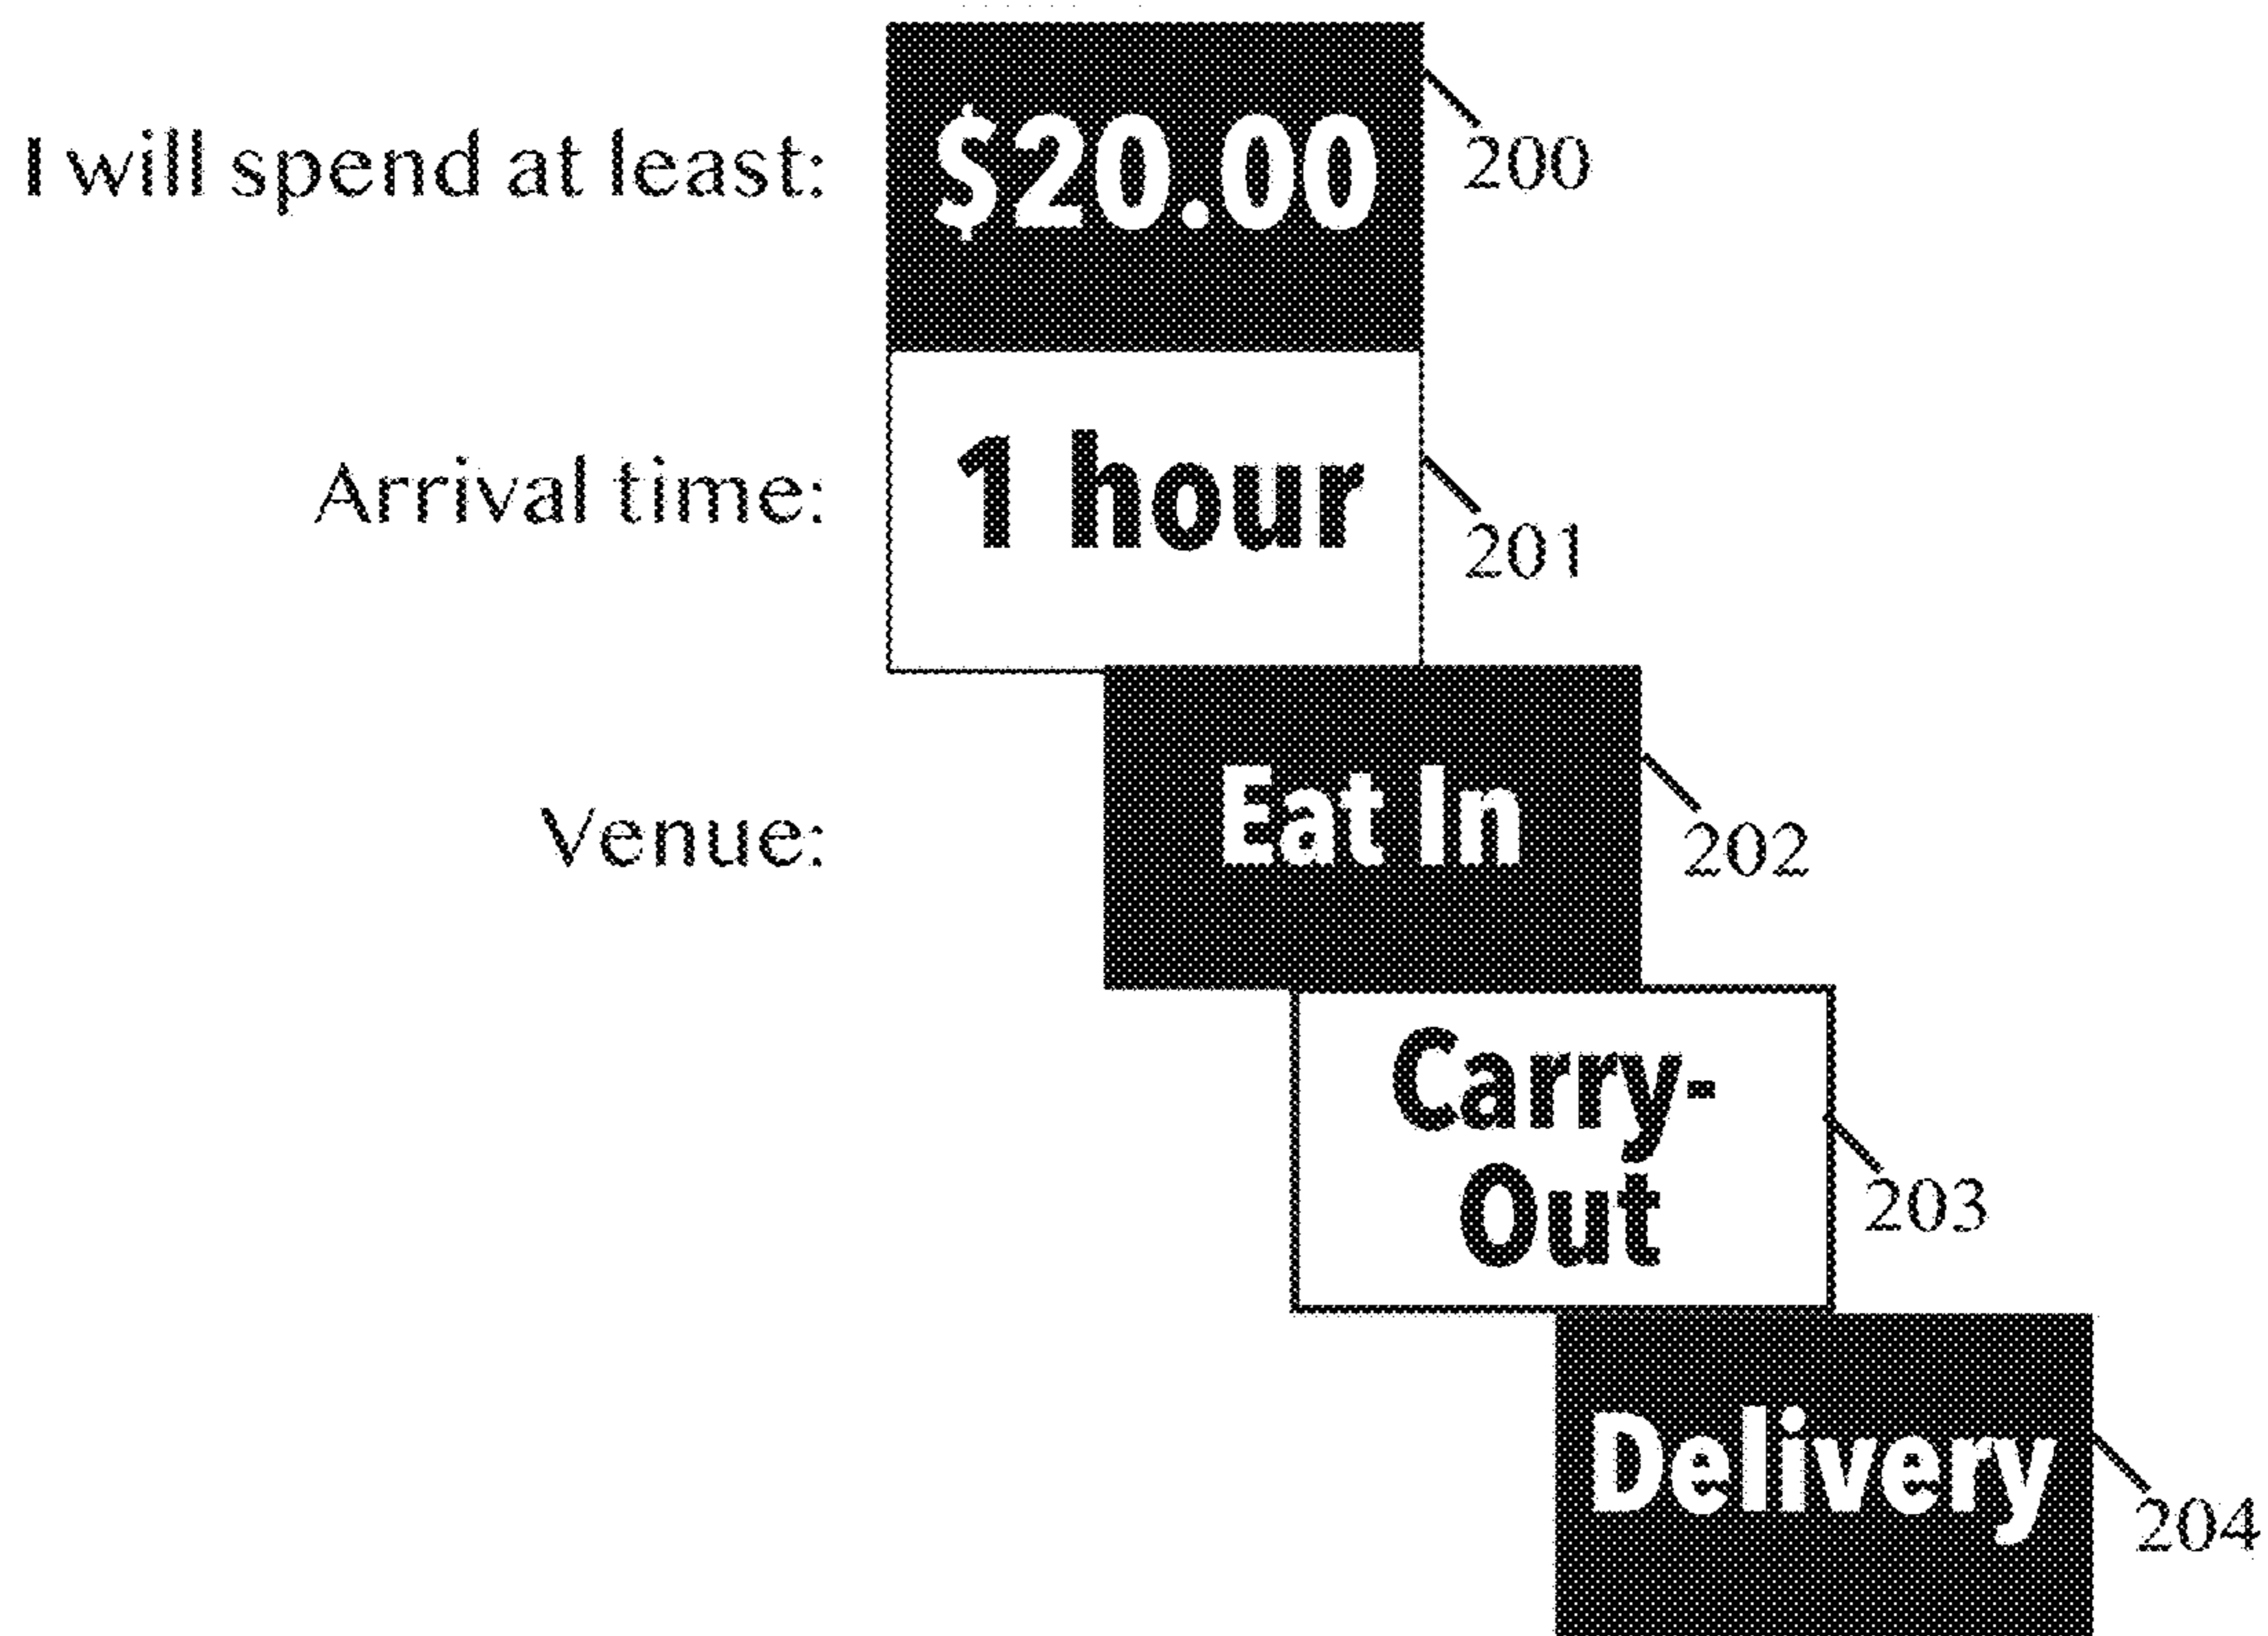 I will spend at least: $20.00 200
Arrival time: 1 hour 201
Venue: Eat In 202
Carry-
Out 203
Delivery 204